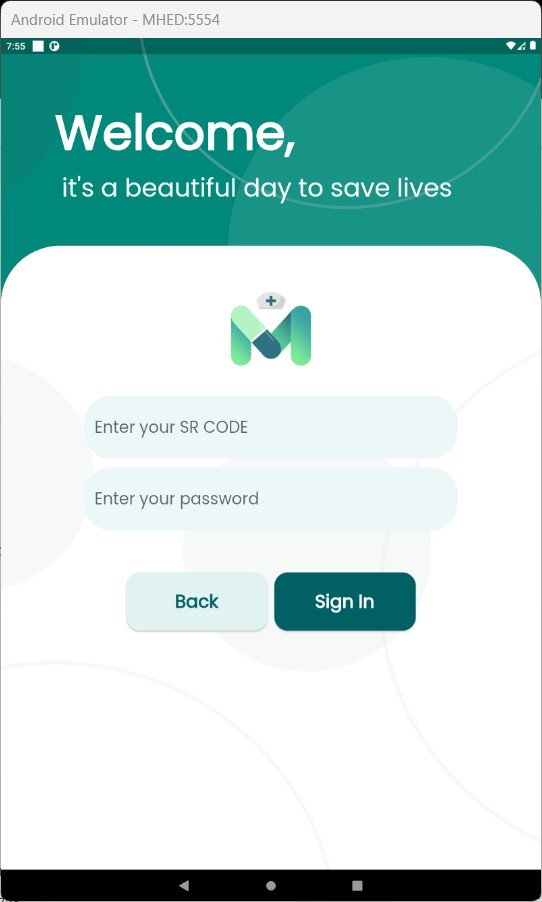 Android Emulator - MHED:5554
7:55
Welcome,
it's a beautiful day to save lives
Enter your SR CODE
Enter your password
Back Sign In